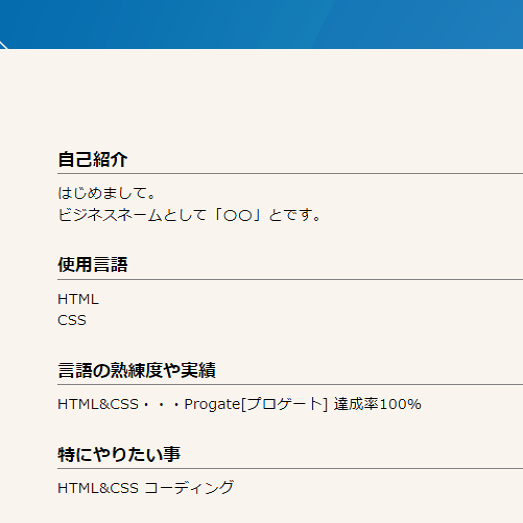 自己紹介
はじめまして。
ビジネスネームとして「〇〇」とです。
使用言語
HTML
CSS
言語の熟練度や実績
HTML&CSS・・・Progate[プロゲート] 達成率100%
特にやりたい事
HTML&CSS コーディング